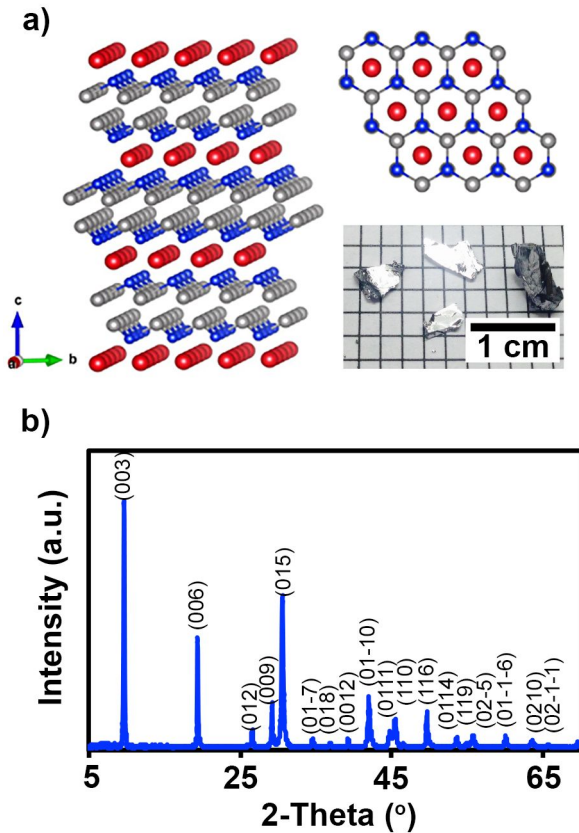 a)
c
a
b
1 cm
b)
Intensity (a.u.)
(003)
(006)
(012)
(009)
(015)
(01-7)
(018)
(0012)
(01-10)
(0111)
(110)
(116)
(0114)
(119)
(02-5)
(01-1-6)
(0210)
(02-1-1)
5
25
45
65
2-Theta (º)